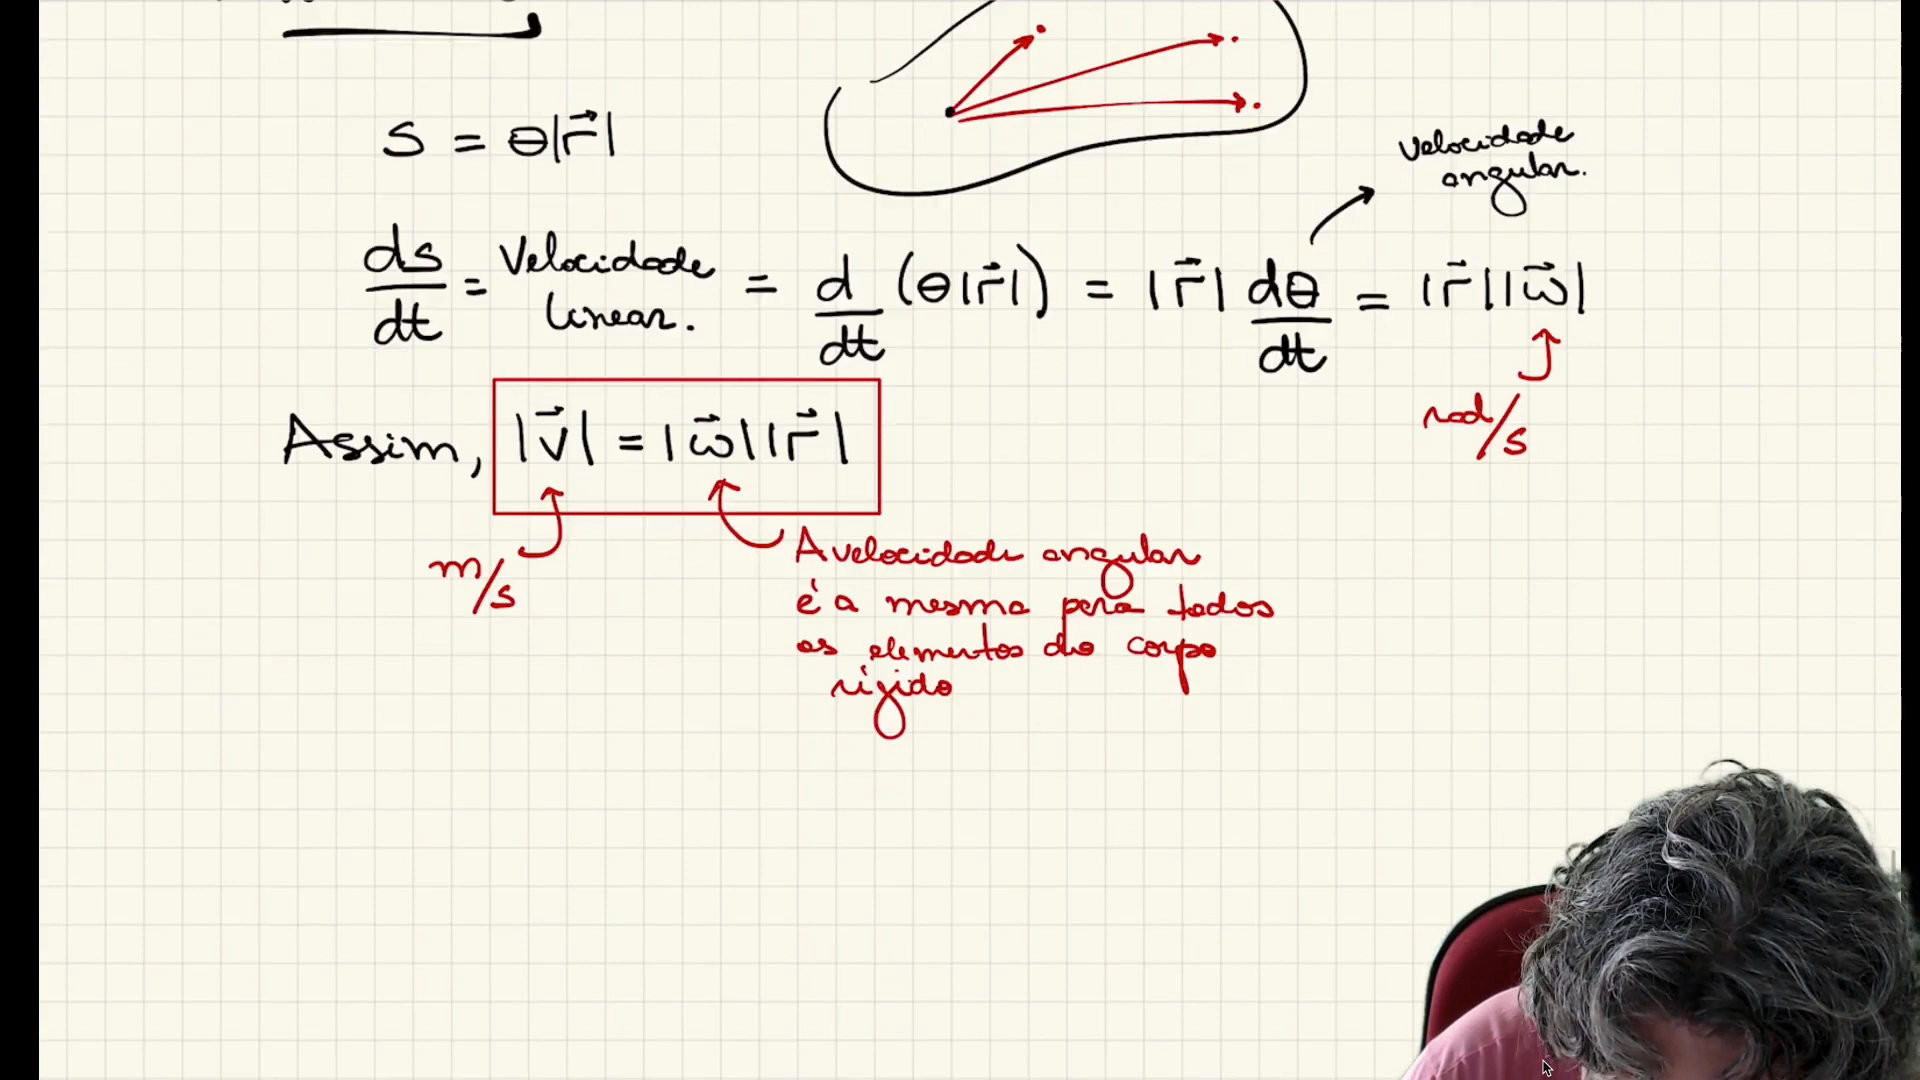 s = θ|r⃗|
Velocidade
angular.
ds/dt = Velocidade linear. = d/dt (θ|r⃗|) = |r⃗| dθ/dt = |r⃗||ω⃗|
rad/s
Assim, |v⃗| = |ω⃗||r⃗|
m/s
A velocidade angular
é a mesma para todos
os elementos do corpo
rígido